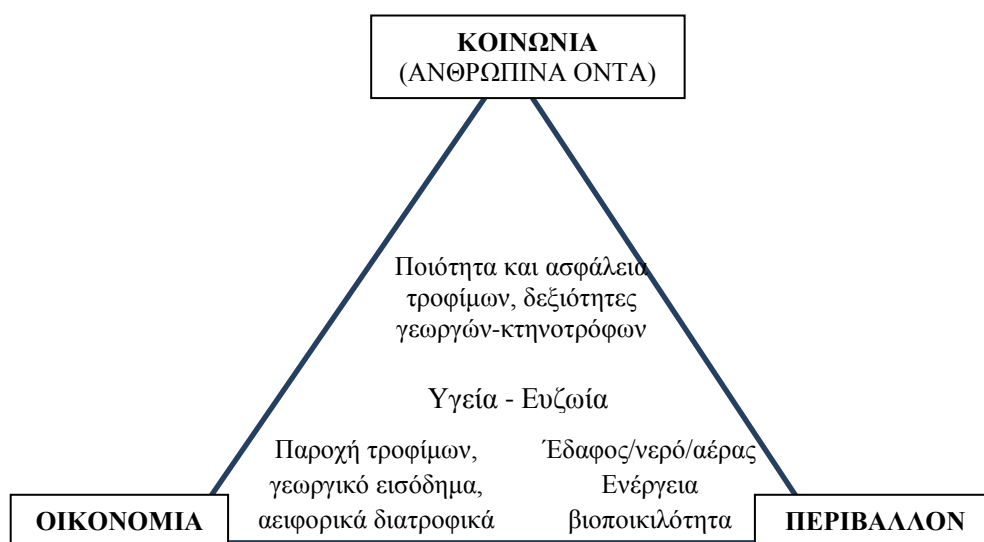 ΚΟΙΝΩΝΙΑ
(ΑΝΘΡΩΠΙΝΑ ΟΝΤΑ)
Ποιότητα και ασφάλεια
τροφίμων, δεξιότητες
γεωργών-κτηνοτρόφων
Υγεία - Ευζωία
Παροχή τροφίμων,
γεωργικό εισόδημα,
αειφορικά διατροφικά
Έδαφος/νερό/αέρας
Ενέργεια
βιοποικιλότητα
ΟΙΚΟΝΟΜΙΑ
ΠΕΡΙΒΑΛΛΟΝ